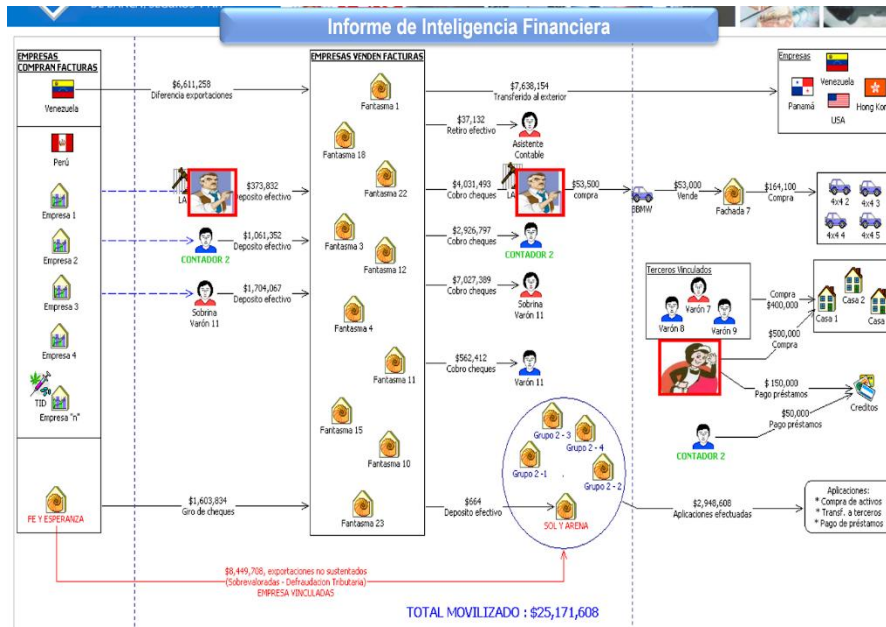 Informe de Inteligencia Financiera
EMPRESAS
COMPRAN FACTURAS
Venezuela
Perú
Empresa 1
Empresa 2
Empresa 3
Empresa 4
TID
Empresa "n"
FE Y ESPERANZA
$6,611,258
Diferencia exportaciones
$373,832
Deposito efectivo
$1,061,352
Deposito efectivo
CONTADOR 2
$1,704,067
Deposito efectivo
Sobrina
Varón 11
$1,603,834
Giro de cheques
EMPRESAS VENDEN FACTURAS
Fantasma 1
Fantasma 18
Fantasma 22
Fantasma 3
Fantasma 12
Fantasma 4
Fantasma 11
Fantasma 15
Fantasma 10
Fantasma 23
$7,638,154
Transferido al exterior
$37,132
Retiro efectivo
Asistente
Contable
$4,031,493
Cobro cheques
$53,500
compra
$2,926,797
Cobro cheques
CONTADOR 2
$7,027,389
Cobro cheques
Sobrina
Varón 11
$562,412
Cobro cheques
Varón 11
$664
Deposito efectivo
Grupo 2 - 3
Grupo 2 - 4
Grupo 2 -1
Grupo 2 - 2
SOL Y ARENA
Empresas
Venezuela
Panamá
USA
Hong Kon
$53,000
Vende
Fachada 7
$164,100
Compra
4x4 2
4x4 3
4x4 4
4x4 5
Terceros Vinculados
Varón 7
Varón 8
Varón 9
Compra
$400,000
$500,000
Compra
Casa 1
Casa 2
Casa
$ 150,000
Pago préstamos
$50,000
Pago préstamos
Creditos
CONTADOR 2
$2,948,608
Aplicaciones efectuadas
Aplicaciones:
* Compra de activos
* Transf. a terceros
* Pago de préstamos
$8,449,708, exportaciones no sustentados
(Sobrevaloradas - Defraudacion Tributaria)
EMPRESA VINCULADAS
TOTAL MOVILIZADO : $25,171,608